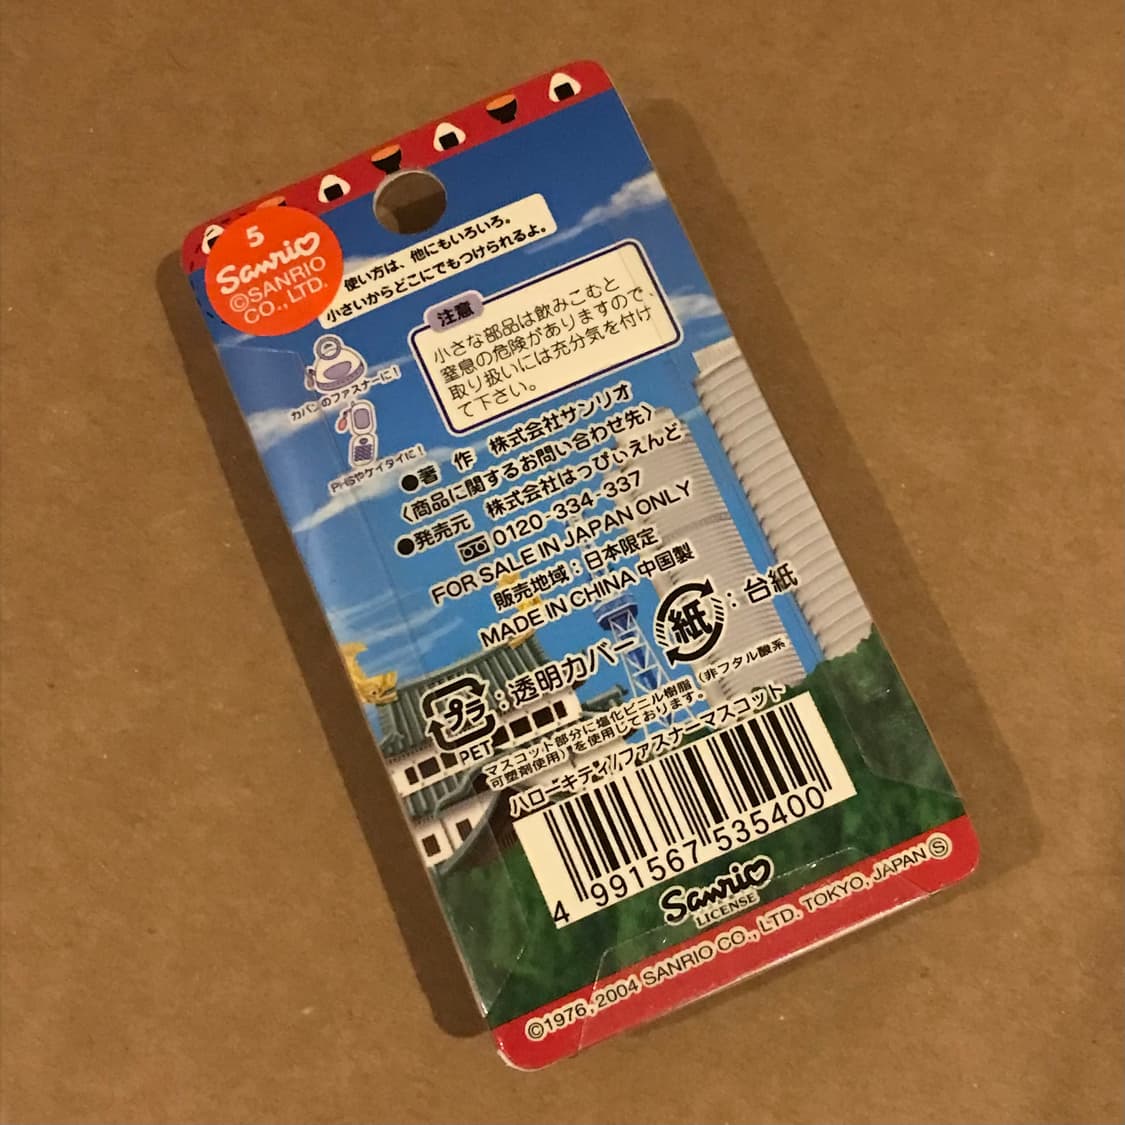 5
Sanrio
©SANRIO
CO., LTD.
使い方は、他にもいろいろ。
小さいからどこにでもつけられるよ。
カバンのファスナーに!
PHSやケイタイに!
注意
小さな部品は飲みこむと
窒息の危険がありますので、
取り扱いには充分気を付け
て下さい。
●著 作 株式会社サンリオ
〈商品に関するお問い合わせ先〉
●発売元 株式会社はっぴぃえんど
0120-334-337
FOR SALE IN JAPAN ONLY
販売地域:日本限定
MADE IN CHINA 中国製
紙:台紙
プラ:透明カバー
PET
マスコット部分に塩化ビニル樹脂(非フタル酸系
可塑剤使用)を使用しております。
ハローキティ/ファスナーマスコット
4 991567 535400
Sanrio
LICENSE
©1976, 2004 SANRIO CO., LTD. TOKYO, JAPAN Ⓢ